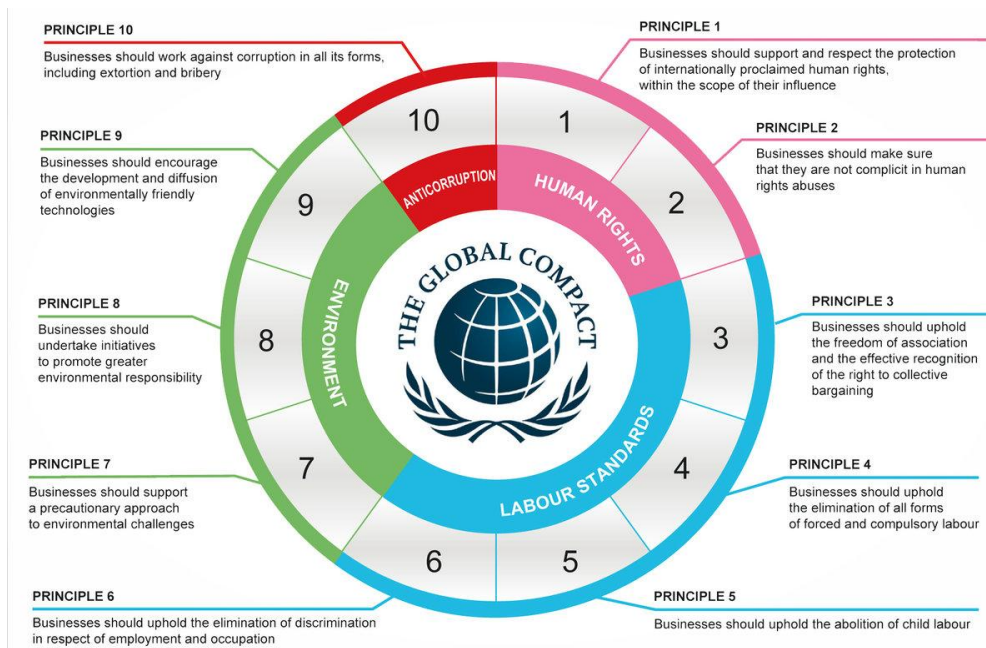 PRINCIPLE 10
Businesses should work against corruption in all its forms,
including extortion and bribery
PRINCIPLE 1
Businesses should support and respect the protection
of internationally proclaimed human rights,
within the scope of their influence
PRINCIPLE 2
Businesses should make sure
that they are not complicit in human
rights abuses
PRINCIPLE 3
Businesses should uphold
the freedom of association
and the effective recognition
of the right to collective
bargaining
PRINCIPLE 4
Businesses should uphold
the elimination of all forms
of forced and compulsory labour
PRINCIPLE 5
Businesses should uphold the abolition of child labour
PRINCIPLE 6
Businesses should uphold the elimination of discrimination
in respect of employment and occupation
PRINCIPLE 7
Businesses should support
a precautionary approach
to environmental challenges
PRINCIPLE 8
Businesses should
undertake initiatives
to promote greater
environmental responsibility
PRINCIPLE 9
Businesses should encourage
the development and diffusion
of environmentally friendly
technologies
10
1
2
3
4
5
6
7
8
9
ANTICORRUPTION
HUMAN RIGHTS
LABOUR STANDARDS
ENVIRONMENT
THE GLOBAL COMPACT